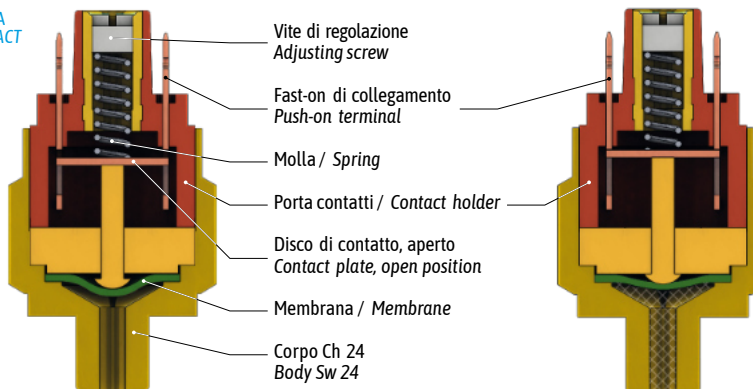 A
ACT
Vite di regolazione
Adjusting screw
Fast-on di collegamento
Push-on terminal
Molla / Spring
Porta contatti / Contact holder
Disco di contatto, aperto
Contact plate, open position
Membrana / Membrane
Corpo Ch 24
Body Sw 24